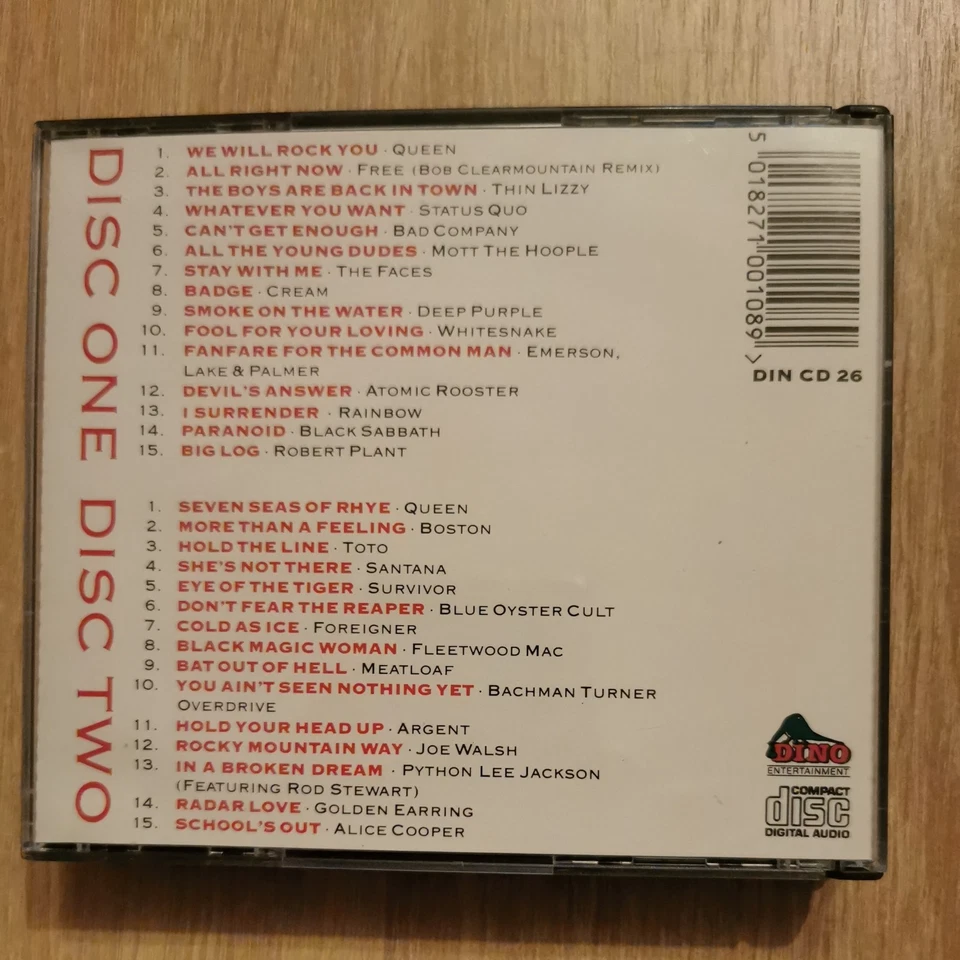 DISC ONE
1. WE WILL ROCK YOU · QUEEN
2. ALL RIGHT NOW · FREE (BOB CLEARMOUNTAIN REMIX)
3. THE BOYS ARE BACK IN TOWN · THIN LIZZY
4. WHATEVER YOU WANT · STATUS QUO
5. CAN'T GET ENOUGH · BAD COMPANY
6. ALL THE YOUNG DUDES · MOTT THE HOOPLE
7. STAY WITH ME · THE FACES
8. BADGE · CREAM
9. SMOKE ON THE WATER · DEEP PURPLE
10. FOOL FOR YOUR LOVING · WHITESNAKE
11. FANFARE FOR THE COMMON MAN · EMERSON,
LAKE & PALMER
12. DEVIL'S ANSWER · ATOMIC ROOSTER
13. I SURRENDER · RAINBOW
14. PARANOID · BLACK SABBATH
15. BIG LOG · ROBERT PLANT
5 018271 001089 >
DIN CD 26
DISC TWO
1. SEVEN SEAS OF RHYE · QUEEN
2. MORE THAN A FEELING · BOSTON
3. HOLD THE LINE · TOTO
4. SHE'S NOT THERE · SANTANA
5. EYE OF THE TIGER · SURVIVOR
6. DON'T FEAR THE REAPER · BLUE OYSTER CULT
7. COLD AS ICE · FOREIGNER
8. BLACK MAGIC WOMAN · FLEETWOOD MAC
9. BAT OUT OF HELL · MEATLOAF
10. YOU AIN'T SEEN NOTHING YET · BACHMAN TURNER
OVERDRIVE
11. HOLD YOUR HEAD UP · ARGENT
12. ROCKY MOUNTAIN WAY · JOE WALSH
13. IN A BROKEN DREAM · PYTHON LEE JACKSON
(FEATURING ROD STEWART)
14. RADAR LOVE · GOLDEN EARRING
15. SCHOOL'S OUT · ALICE COOPER
DINO
ENTERTAINMENT
COMPACT
disc
DIGITAL AUDIO